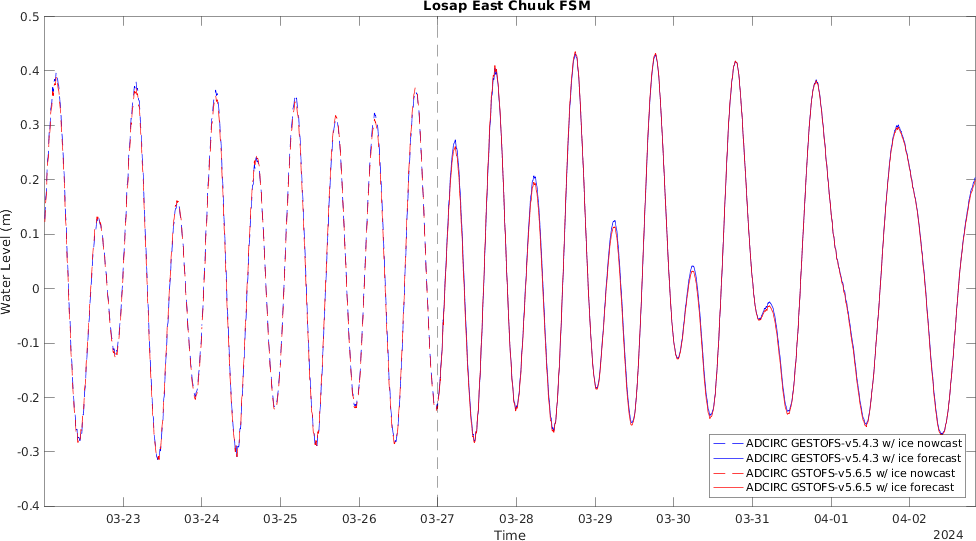 Losap East Chuuk FSM
0.5
0.4
0.3
0.2
0.1
0
-0.1
-0.2
-0.3
-0.4
Water Level (m)
03-23 03-24 03-25 03-26 03-27 03-28 03-29 03-30 03-31 04-01 04-02
Time
2024
ADCIRC GESTOFS-v5.4.3 w/ ice nowcast
ADCIRC GESTOFS-v5.4.3 w/ ice forecast
ADCIRC GSTOFS-v5.6.5 w/ ice nowcast
ADCIRC GSTOFS-v5.6.5 w/ ice forecast